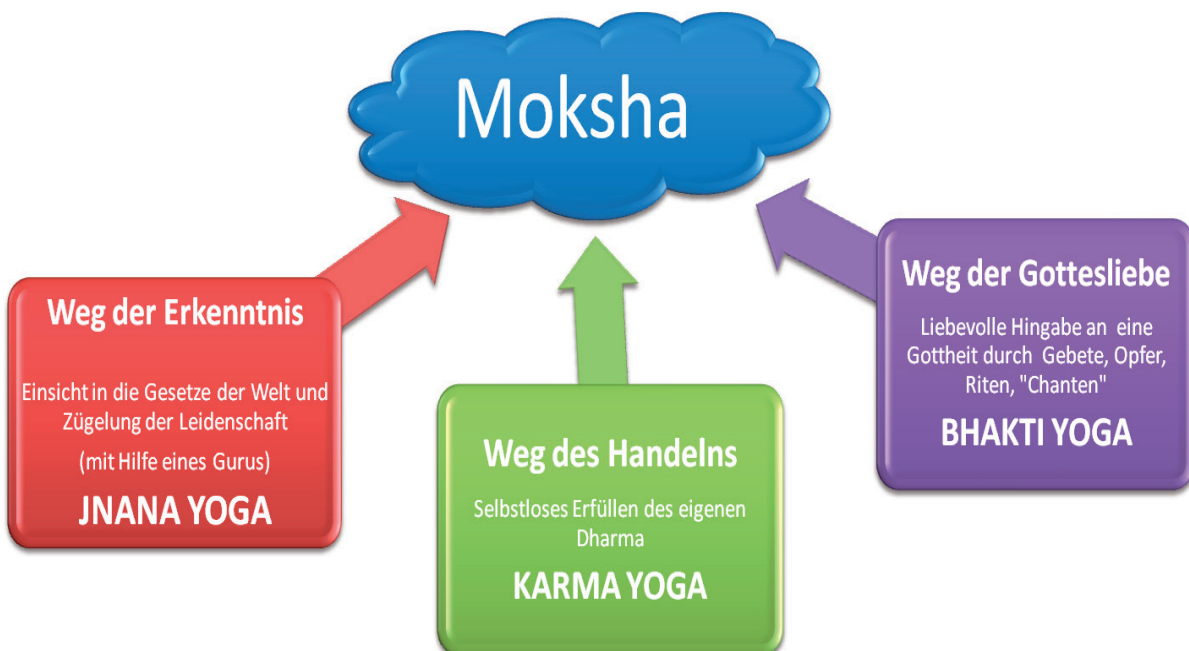 Moksha
Weg der Erkenntnis
Einsicht in die Gesetze der Welt und
Zügelung der Leidenschaft
(mit Hilfe eines Gurus)
JNANA YOGA
Weg des Handelns
Selbstloses Erfüllen des eigenen
Dharma
KARMA YOGA
Weg der Gottesliebe
Liebevolle Hingabe an eine
Gottheit durch Gebete, Opfer,
Riten, "Chanten"
BHAKTI YOGA